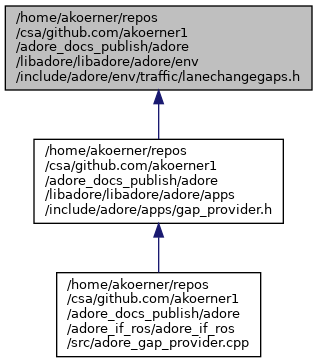 /home/akoerner/repos
/csa/github.com/akoerner1
/adore_docs_publish/adore
/libadore/libadore/adore/env
/include/adore/env/traffic/lanechangegaps.h
/home/akoerner/repos
/csa/github.com/akoerner1
/adore_docs_publish/adore
/libadore/libadore/adore/apps
/include/adore/apps/gap_provider.h
/home/akoerner/repos
/csa/github.com/akoerner1
/adore_docs_publish/adore
/adore_if_ros/adore_if_ros
/src/adore_gap_provider.cpp